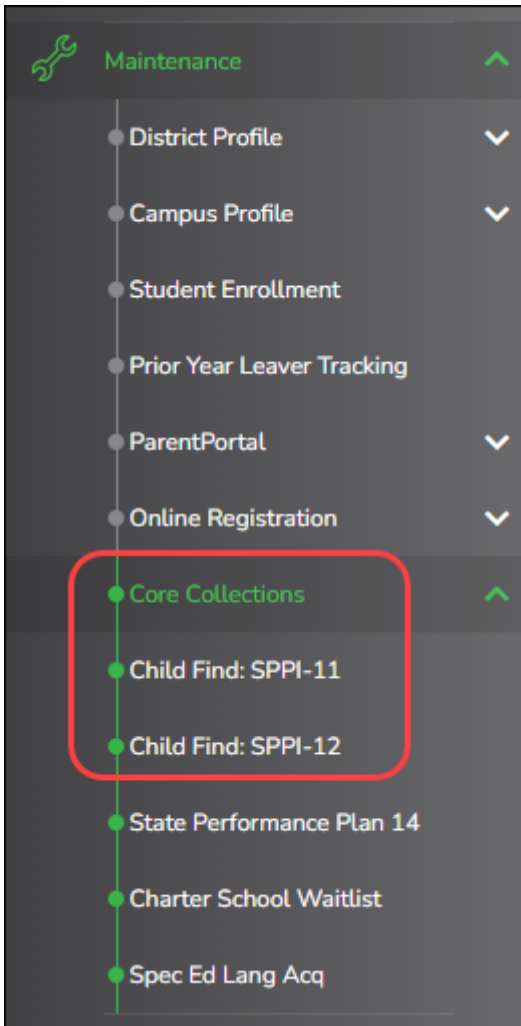 Maintenance
District Profile
Campus Profile
Student Enrollment
Prior Year Leaver Tracking
ParentPortal
Online Registration
Core Collections
Child Find: SPPI-11
Child Find: SPPI-12
State Performance Plan 14
Charter School Waitlist
Spec Ed Lang Acq